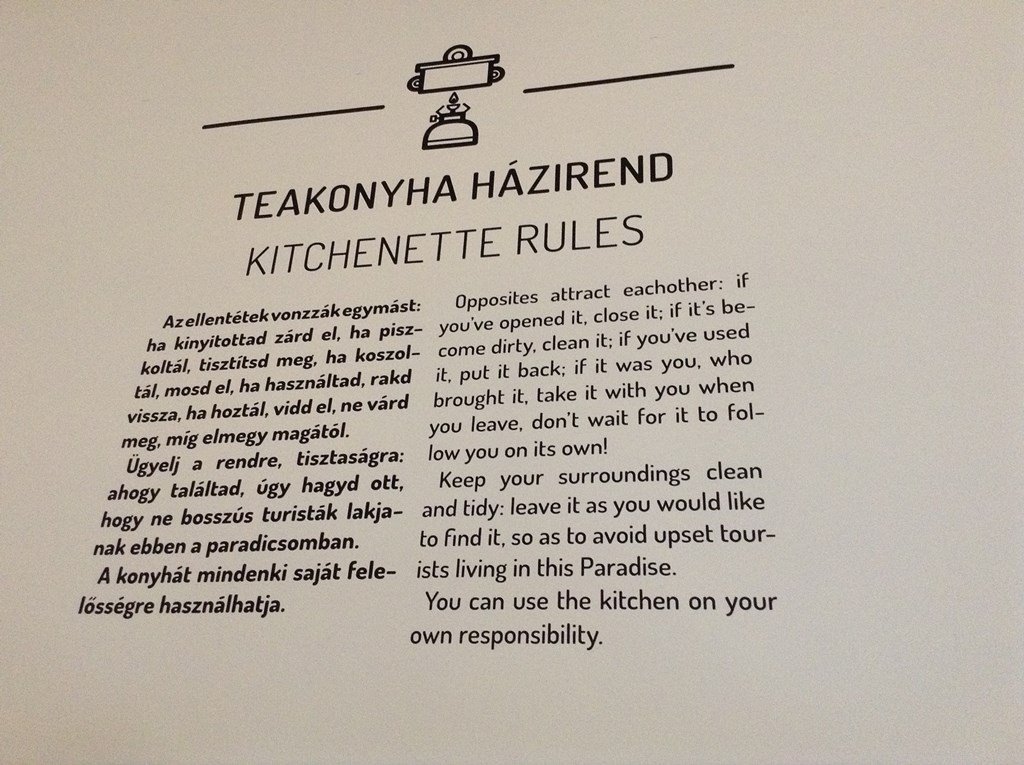 TEAKONYHA HÁZIREND
KITCHENETTE RULES
Az ellentétek vonzzák egymást:
ha kinyitottad zárd el, ha pisz-
koltál, tisztítsd meg, ha koszol-
tál, mosd el, ha használtad, rakd
vissza, ha hoztál, vidd el, ne várd
meg, míg elmegy magától.
Ügyelj a rendre, tisztaságra:
ahogy találtad, úgy hagyd ott,
hogy ne bosszús turisták lakja-
nak ebben a paradicsomban.
A konyhát mindenki saját fele-
lősségre használhatja.
Opposites attract eachother: if
you've opened it, close it; if it's be-
come dirty, clean it; if you've used
it, put it back; if it was you, who
brought it, take it with you when
you leave, don't wait for it to fol-
low you on its own!
Keep your surroundings clean
and tidy: leave it as you would like
to find it, so as to avoid upset tour-
ists living in this Paradise.
You can use the kitchen on your
own responsibility.